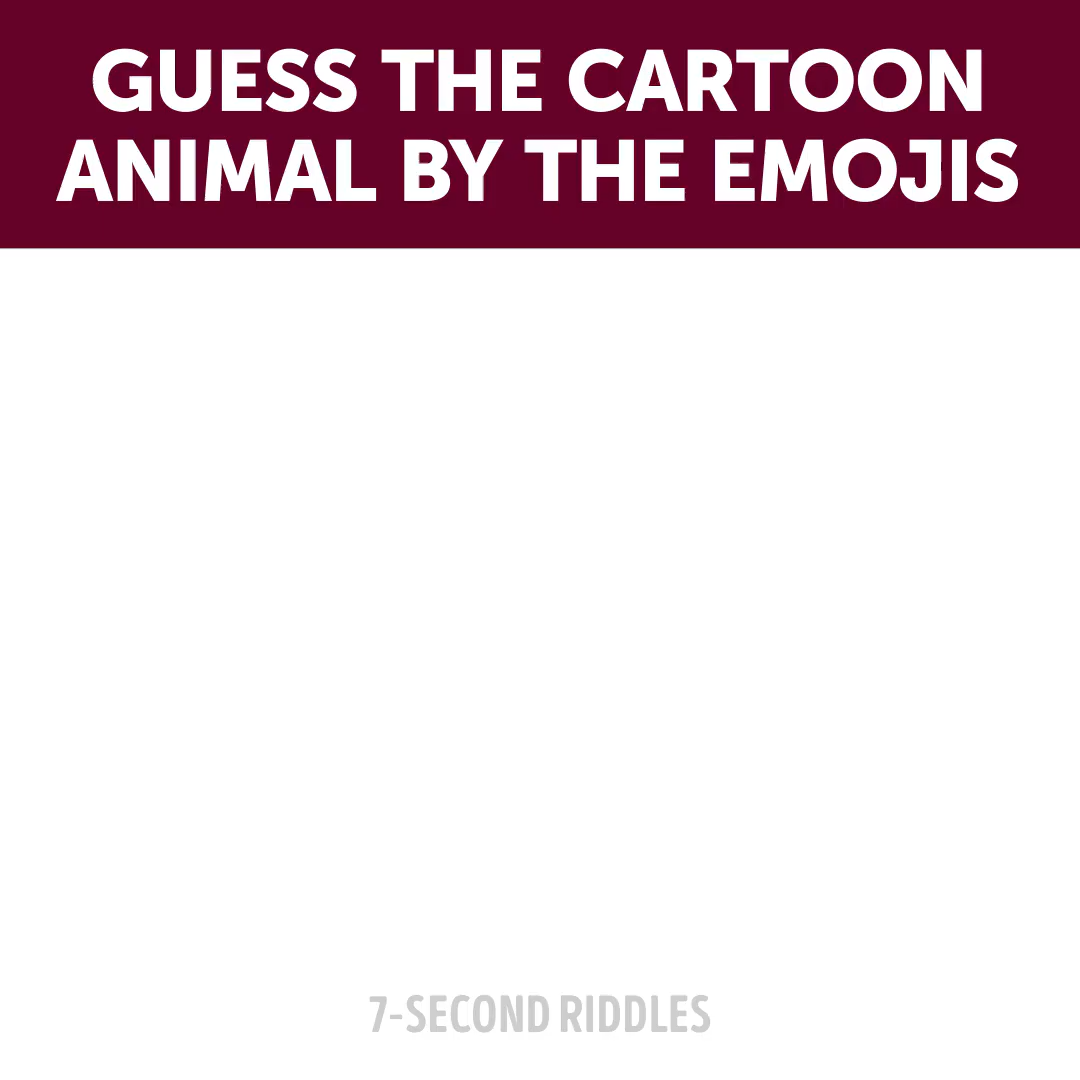 GUESS THE CARTOON
ANIMAL BY THE EMOJIS
7-SECOND RIDDLES